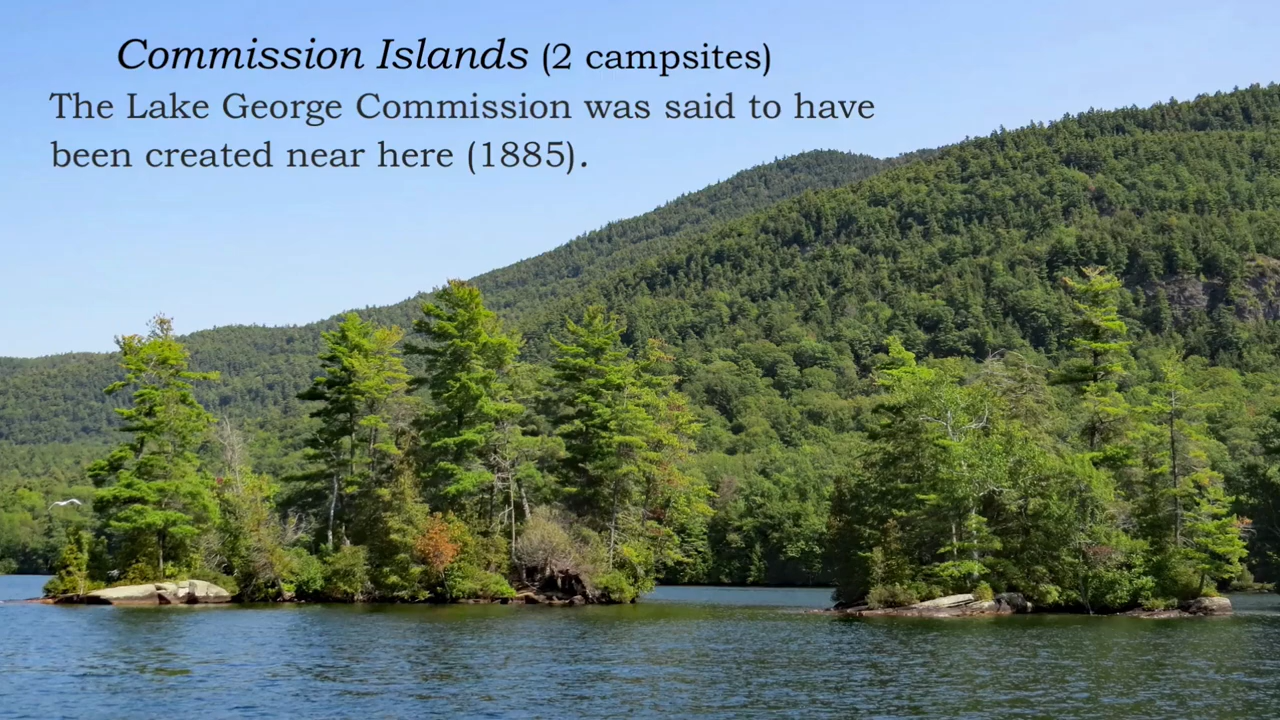 Commission Islands (2 campsites)
The Lake George Commission was said to have
been created near here (1885).